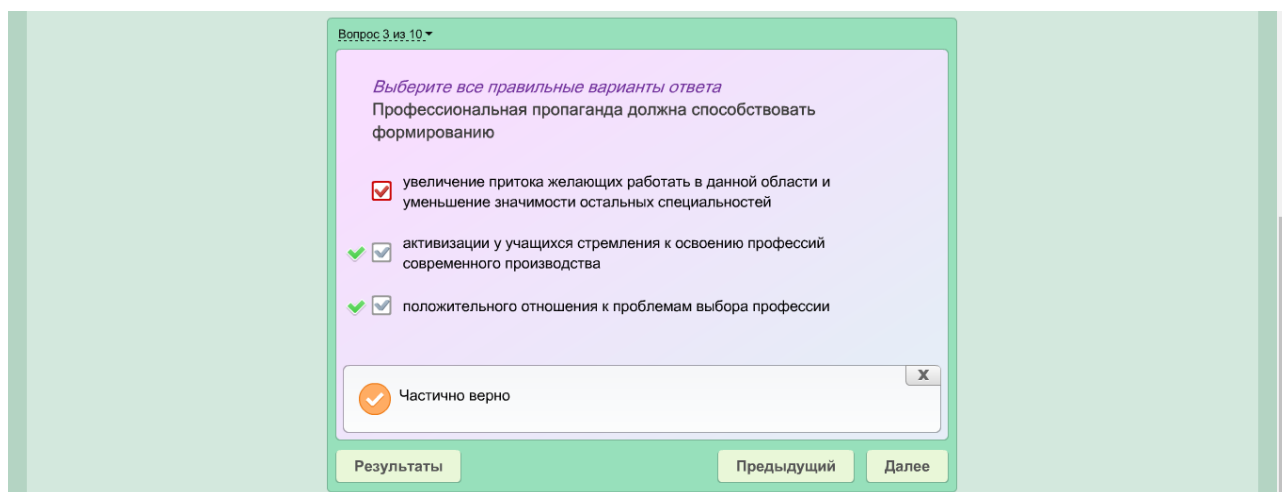 Вопрос 3 из 10
Выберите все правильные варианты ответа
Профессиональная пропаганда должна способствовать
формированию
увеличение притока желающих работать в данной области и
уменьшение значимости остальных специальностей
активизации у учащихся стремления к освоению профессий
современного производства
положительного отношения к проблемам выбора профессии
X
Частично верно
Результаты
Предыдущий
Далее